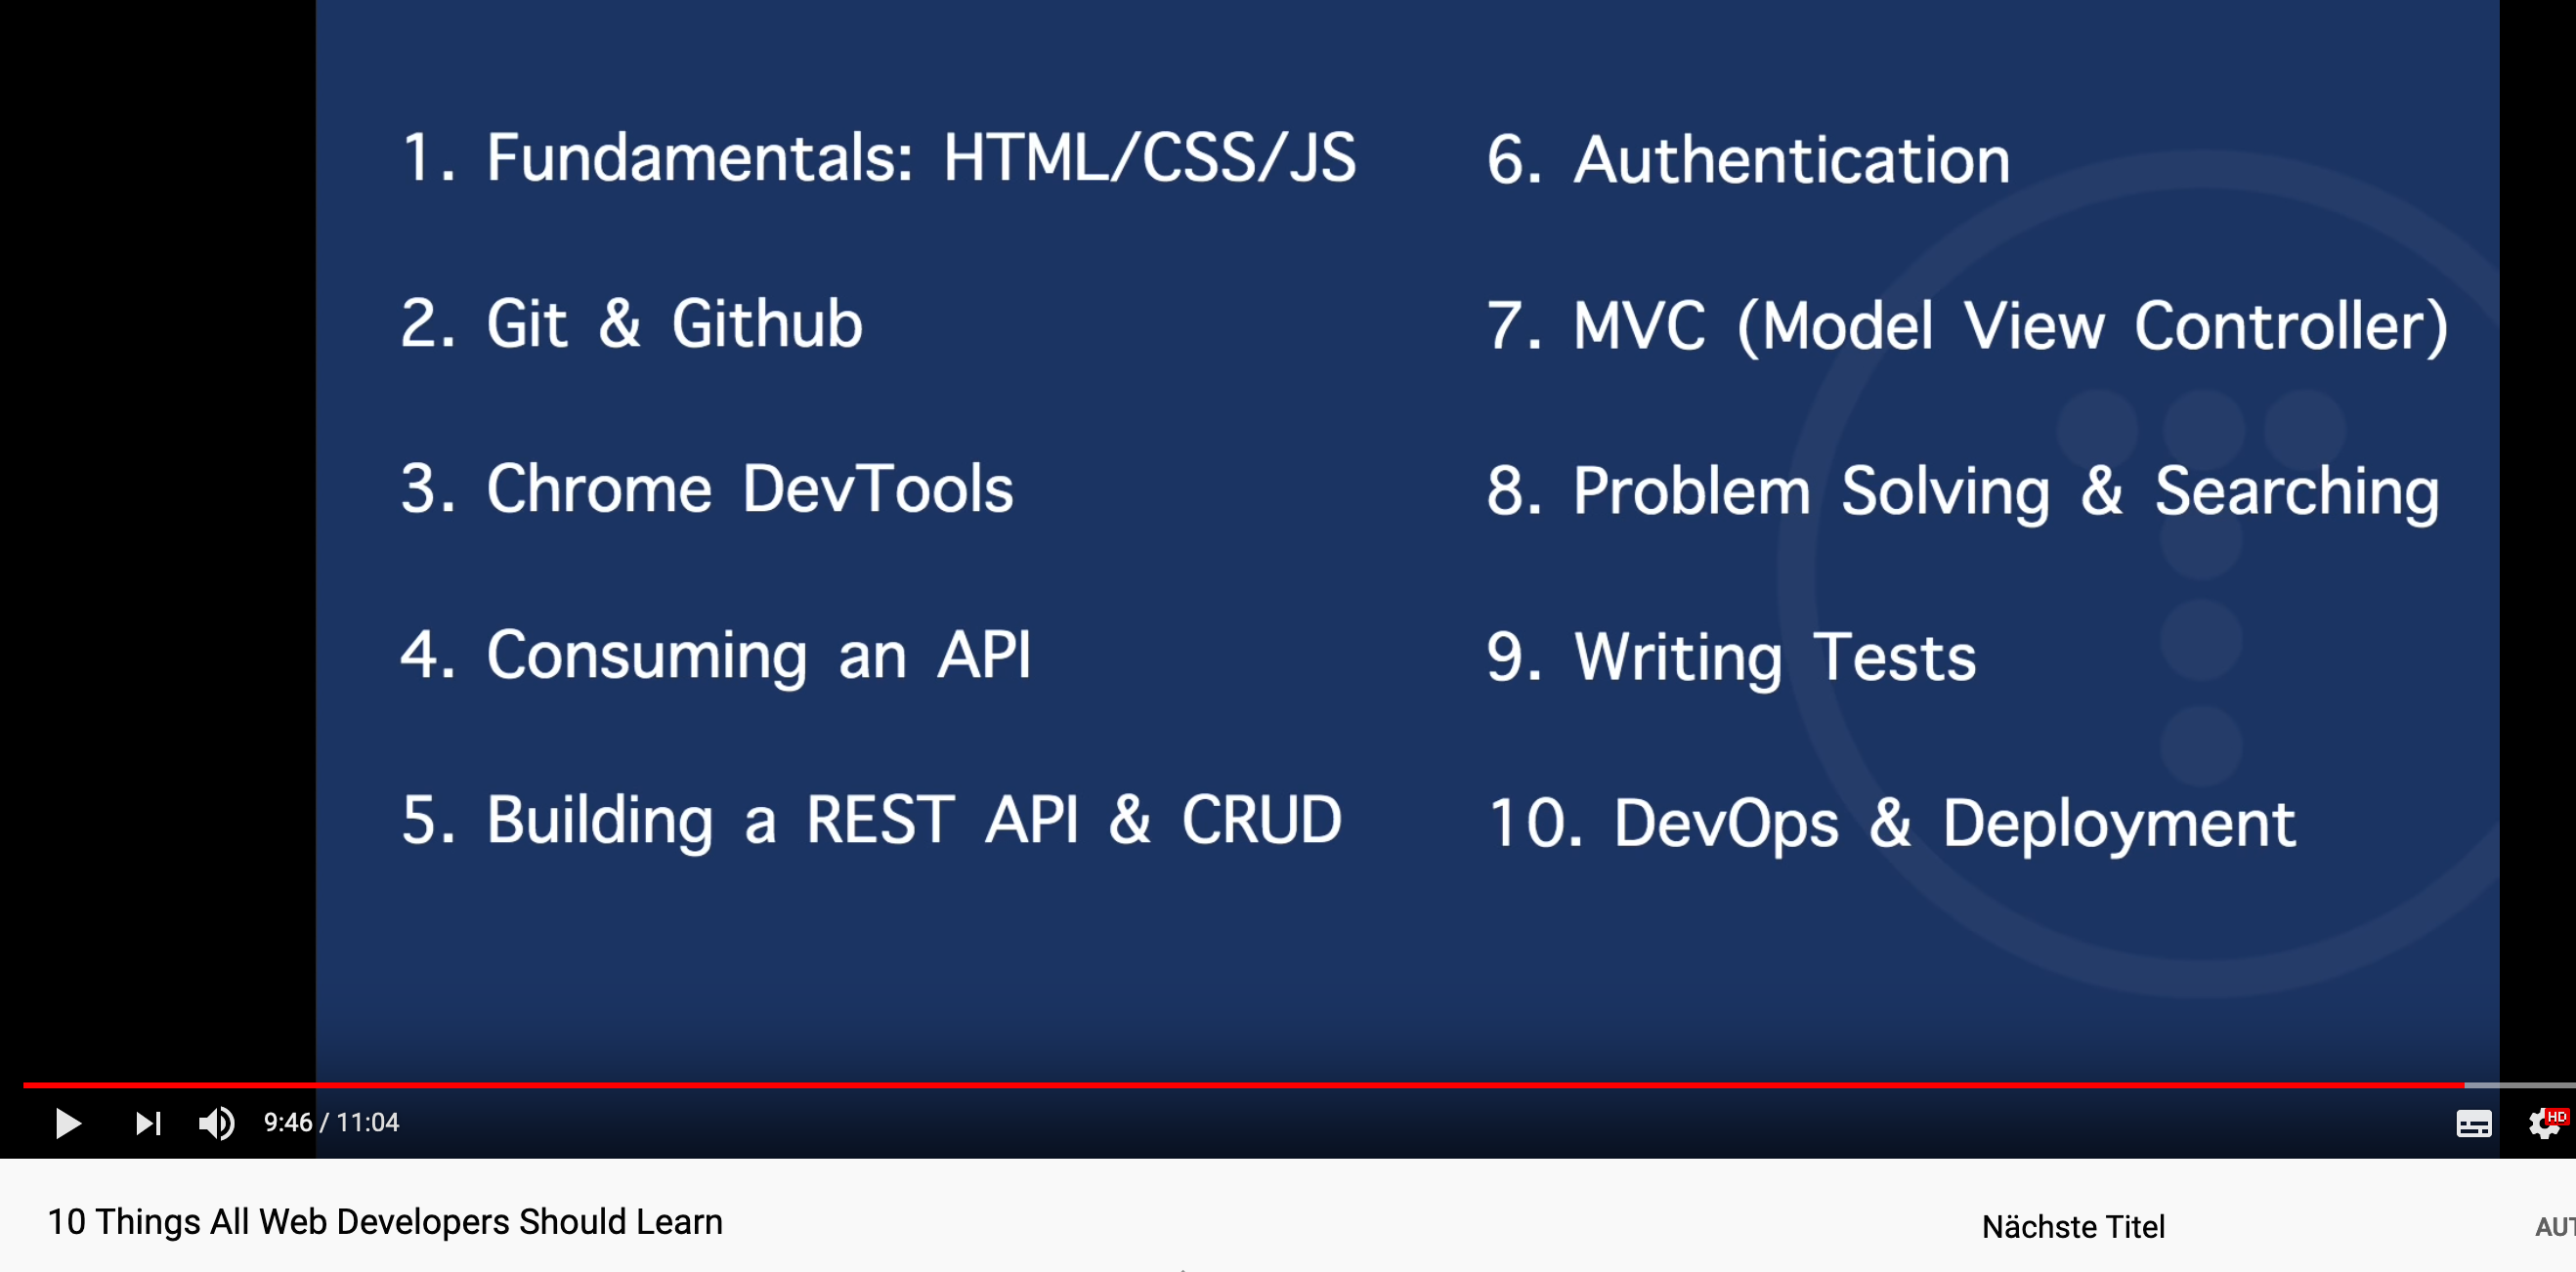 1. Fundamentals: HTML/CSS/JS
2. Git & Github
3. Chrome DevTools
4. Consuming an API
5. Building a REST API & CRUD
6. Authentication
7. MVC (Model View Controller)
8. Problem Solving & Searching
9. Writing Tests
10. DevOps & Deployment
9:46 / 11:04
HD
10 Things All Web Developers Should Learn
Nächste Titel